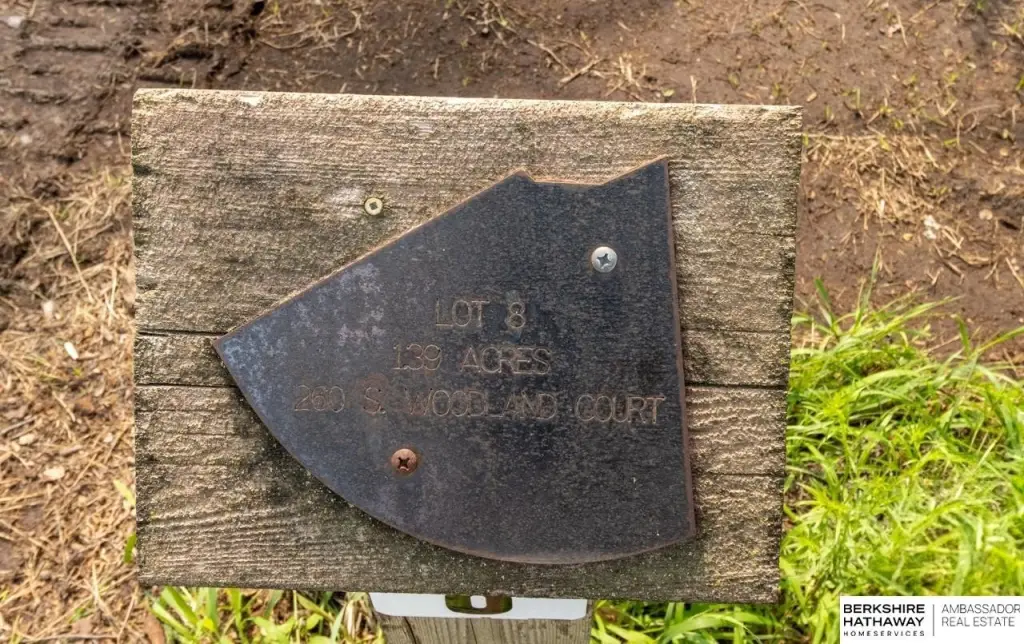 LOT 8
139 ACRES
260 S. WOODLAND COURT
BERKSHIRE
HATHAWAY
HOMESERVICES
AMBASSADOR
REAL ESTATE